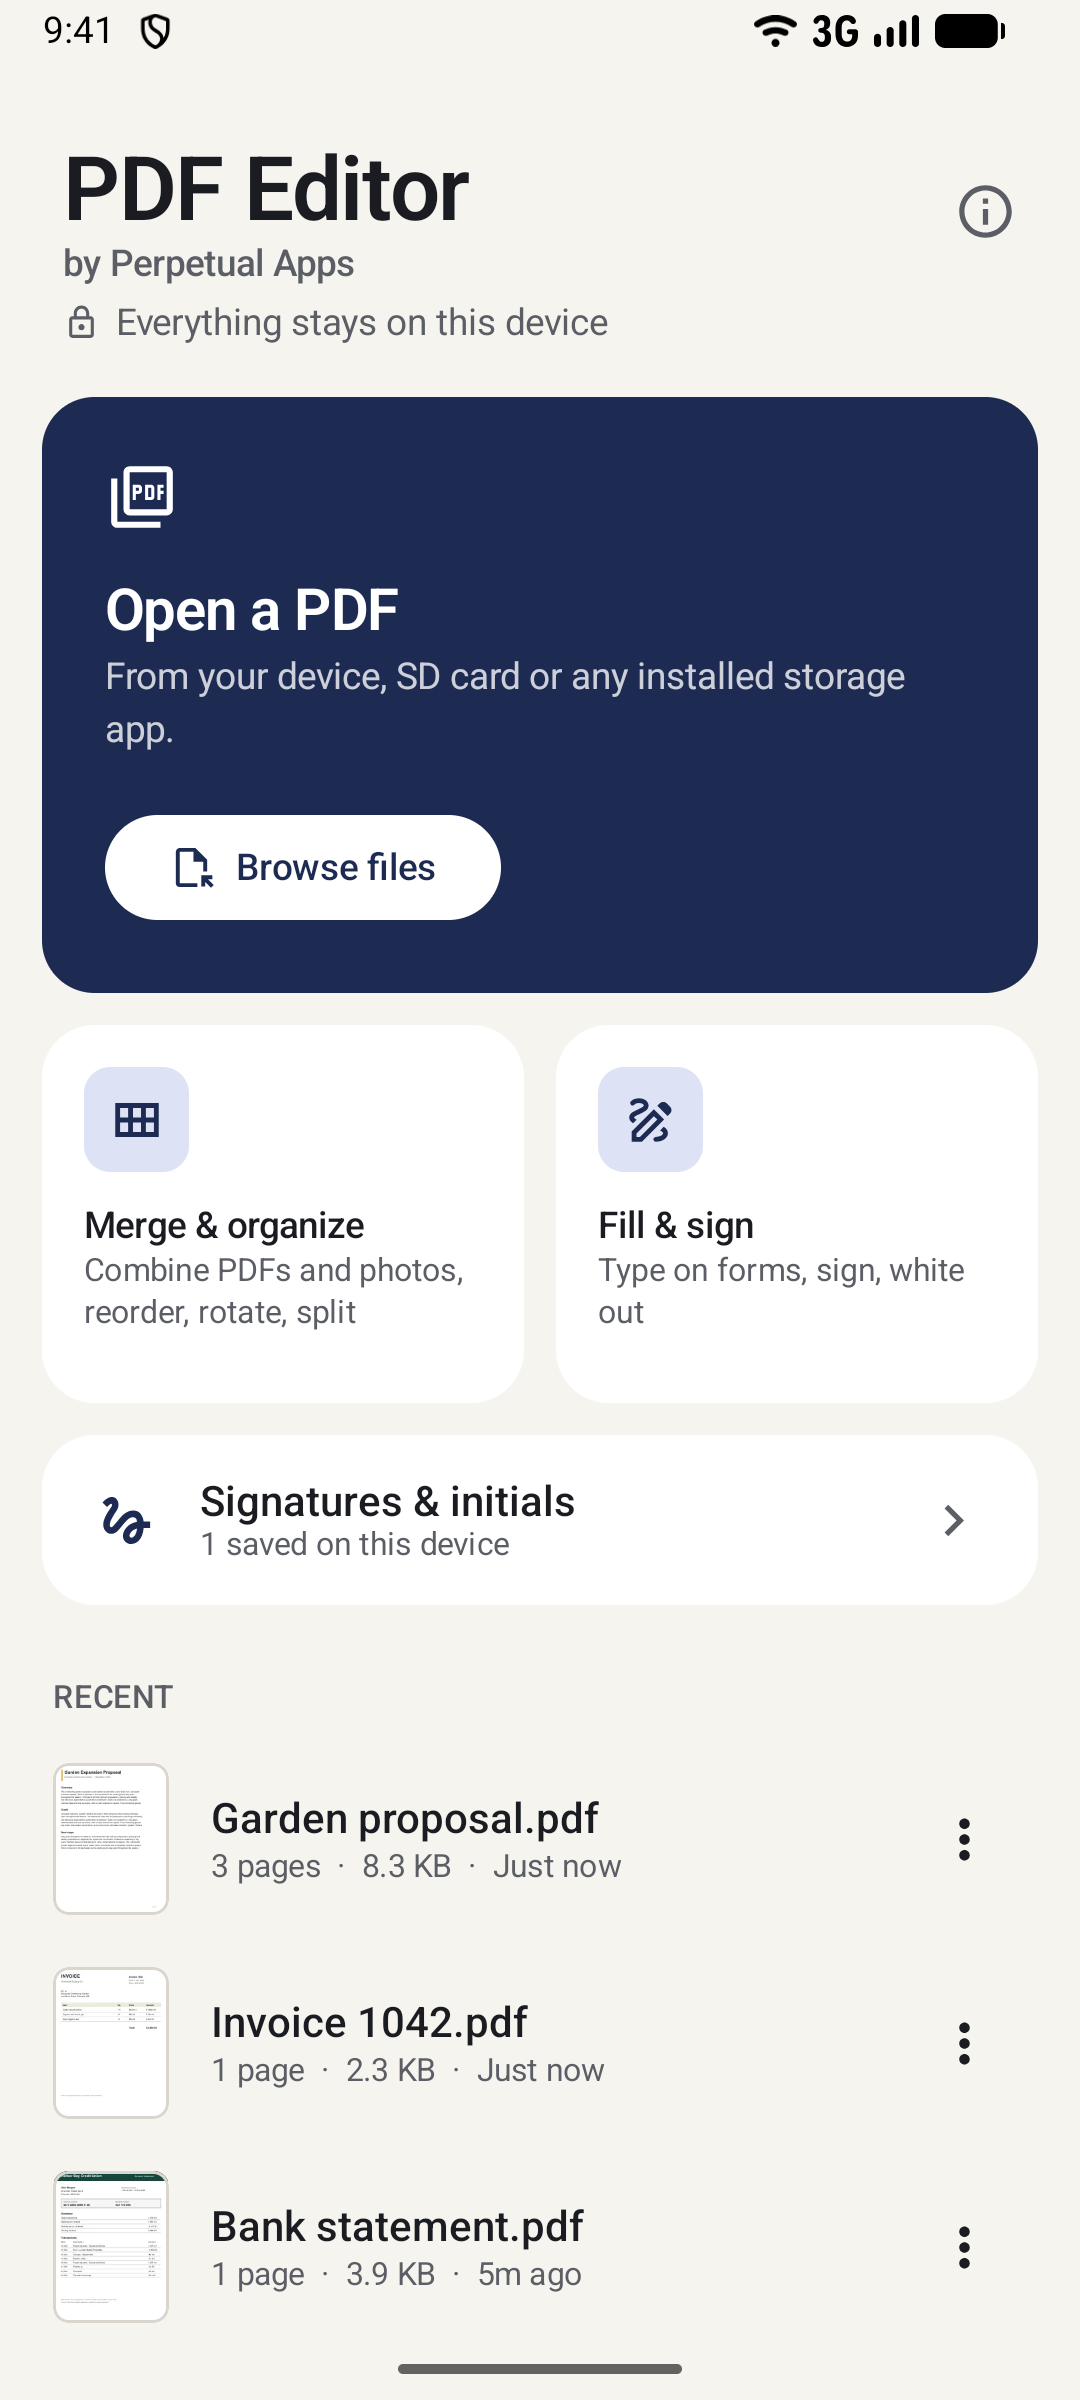 9:41
3G
PDF Editor
by Perpetual Apps
Everything stays on this device
PDF
Open a PDF
From your device, SD card or any installed storage
app.
Browse files
Merge & organize
Combine PDFs and photos,
reorder, rotate, split
Fill & sign
Type on forms, sign, white
out
Signatures & initials
1 saved on this device
RECENT
Garden Expansion Proposal
Garden proposal.pdf
3 pages · 8.3 KB · Just now
INVOICE
Invoice 1042.pdf
1 page · 2.3 KB · Just now
Bank statement.pdf
1 page · 3.9 KB · 5m ago